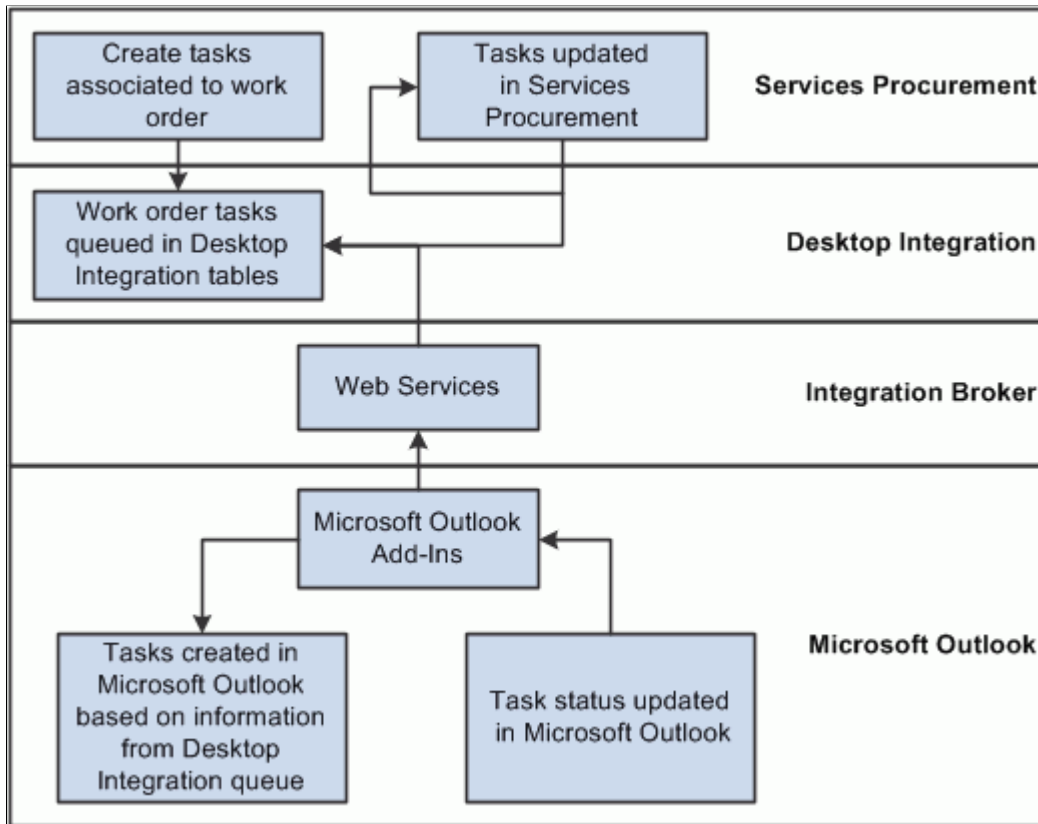 Create tasks
associated to work
order
Tasks updated
in Services
Procurement
Services Procurement
Work order tasks
queued in Desktop
Integration tables
Desktop Integration
Web Services
Integration Broker
Microsoft Outlook
Add-Ins
Tasks created in
Microsoft Outlook
based on information
from Desktop
Integration queue
Task status updated
in Microsoft Outlook
Microsoft Outlook